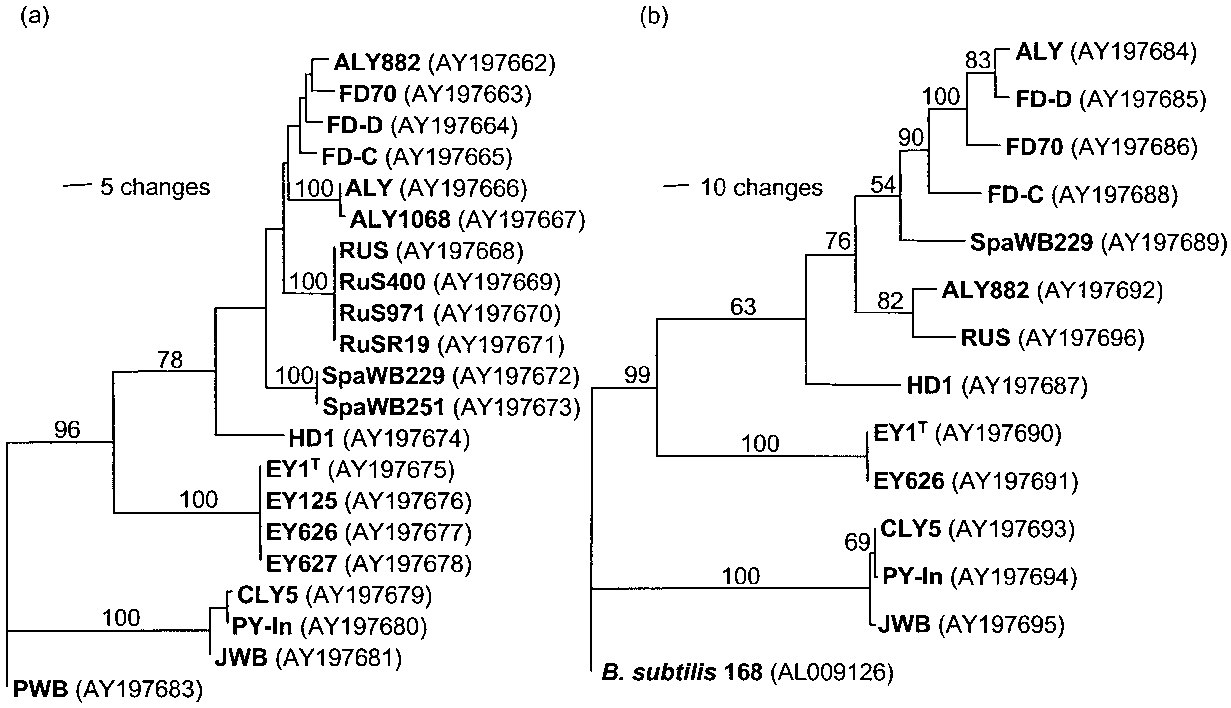 (a)
ALY882 (AY197662)
FD70 (AY197663)
FD-D (AY197664)
FD-C (AY197665)
5 changes
100
ALY (AY197666)
ALY1068 (AY197667)
RUS (AY197668)
100
RuS400 (AY197669)
RuS971 (AY197670)
RuSR19 (AY197671)
78
100
SpaWB229 (AY197672)
SpaWB251 (AY197673)
96
HD1 (AY197674)
EY1T (AY197675)
100
EY125 (AY197676)
EY626 (AY197677)
EY627 (AY197678)
CLY5 (AY197679)
100
PY-In (AY197680)
JWB (AY197681)
PWB (AY197683)
(b)
ALY (AY197684)
83
FD-D (AY197685)
100
FD70 (AY197686)
90
10 changes
54
FD-C (AY197688)
76
SpaWB229 (AY197689)
ALY882 (AY197692)
82
63
RUS (AY197696)
99
HD1 (AY197687)
EY1T (AY197690)
100
EY626 (AY197691)
CLY5 (AY197693)
69
100
PY-In (AY197694)
JWB (AY197695)
B. subtilis 168 (AL009126)